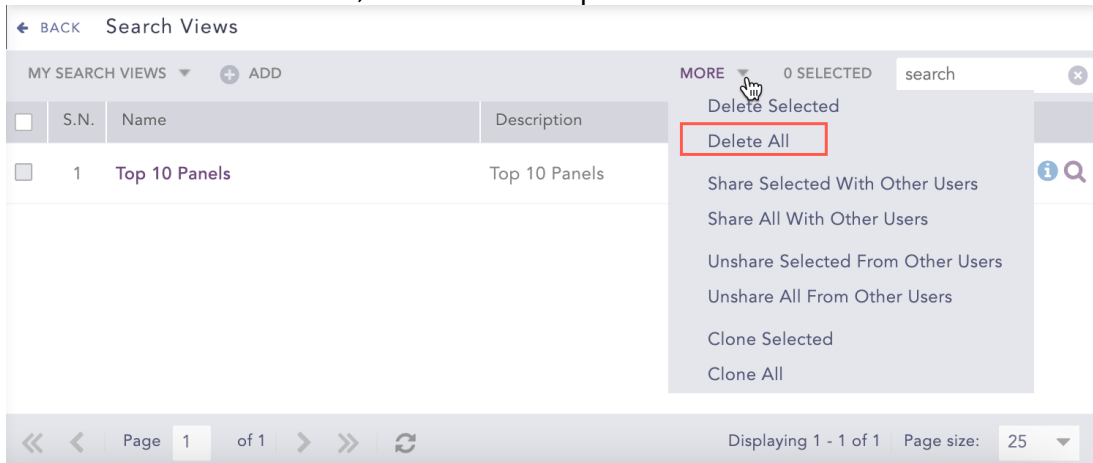 BACK Search Views
MY SEARCH VIEWS ADD MORE 0 SELECTED search
S.N. Name Description
1 Top 10 Panels Top 10 Panels
Delete Selected
Delete All
Share Selected With Other Users
Share All With Other Users
Unshare Selected From Other Users
Unshare All From Other Users
Clone Selected
Clone All
Page 1 of 1 Displaying 1 - 1 of 1 Page size: 25